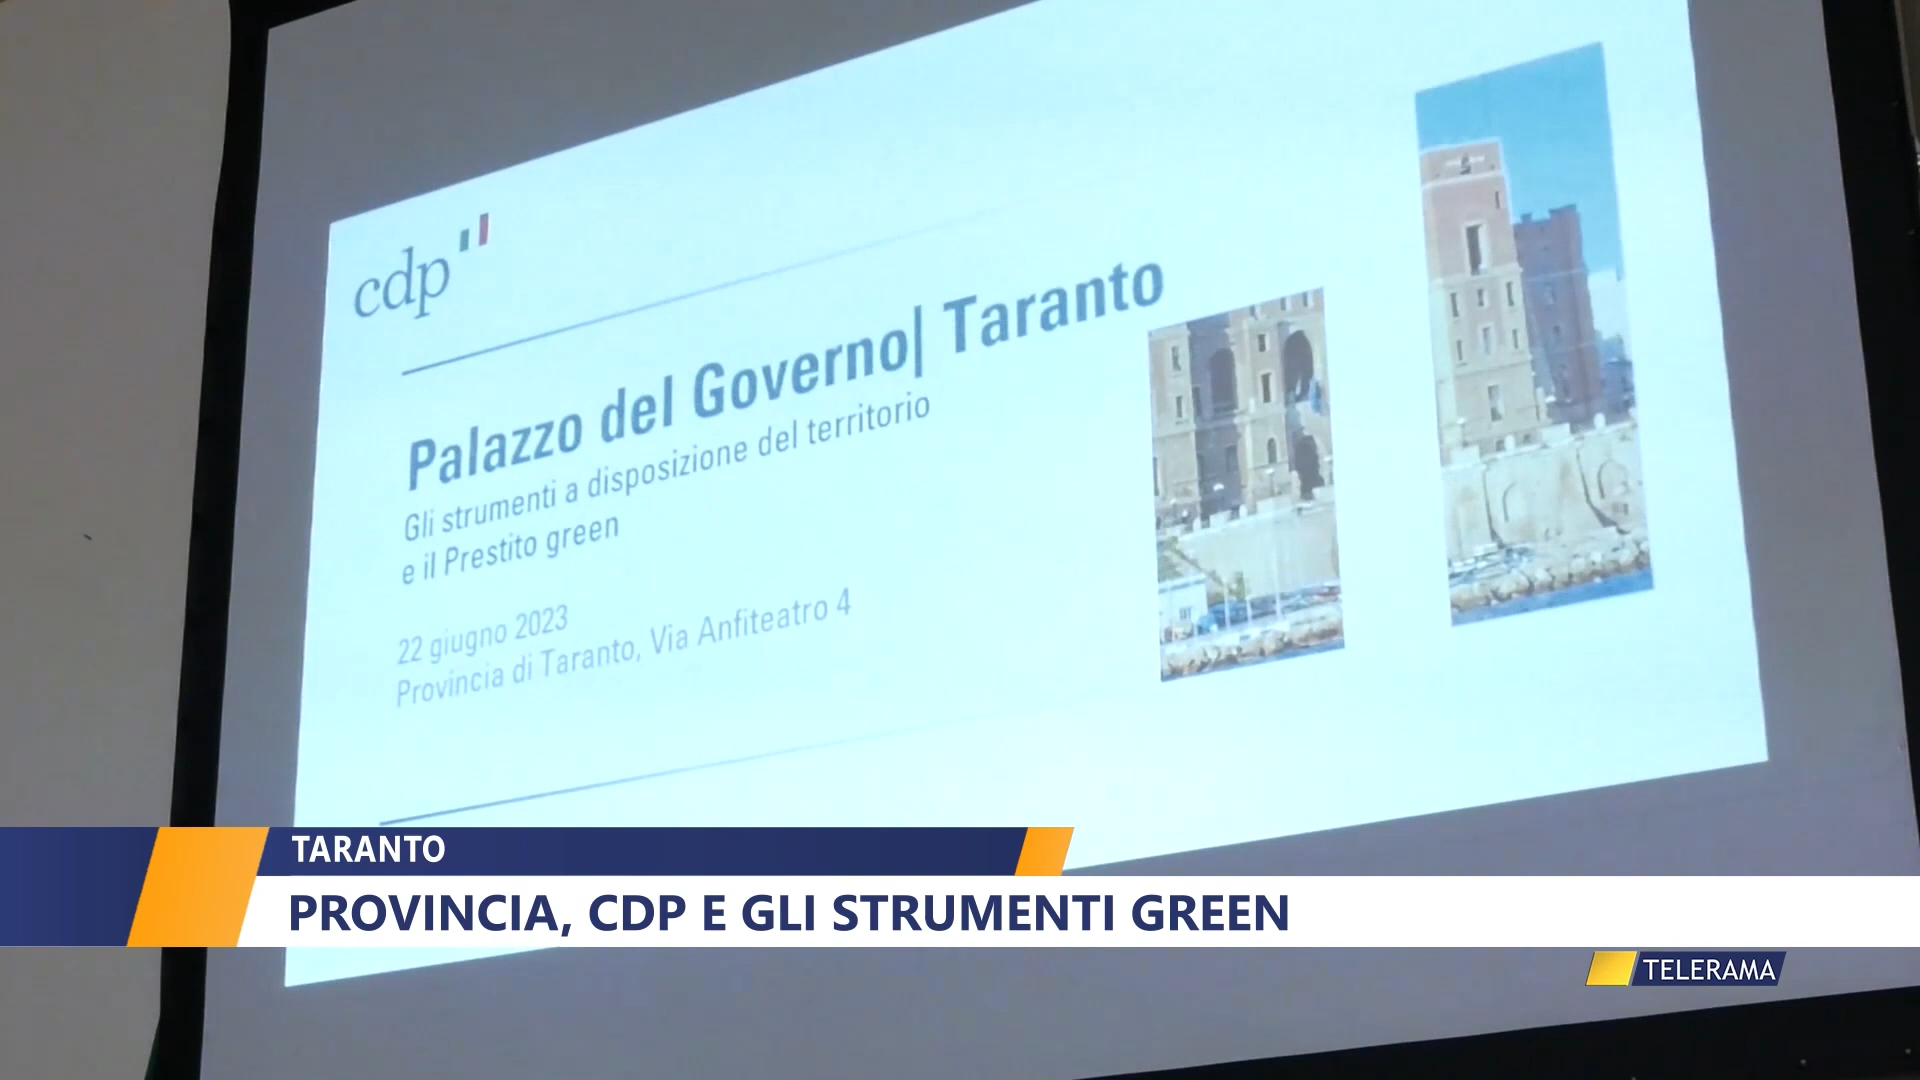 cdp
Palazzo del Governo| Taranto
Gli strumenti a disposizione del territorio
e il Prestito green
22 giugno 2023
Provincia di Taranto, Via Anfiteatro 4
TARANTO
PROVINCIA, CDP E GLI STRUMENTI GREEN
TELERAMA